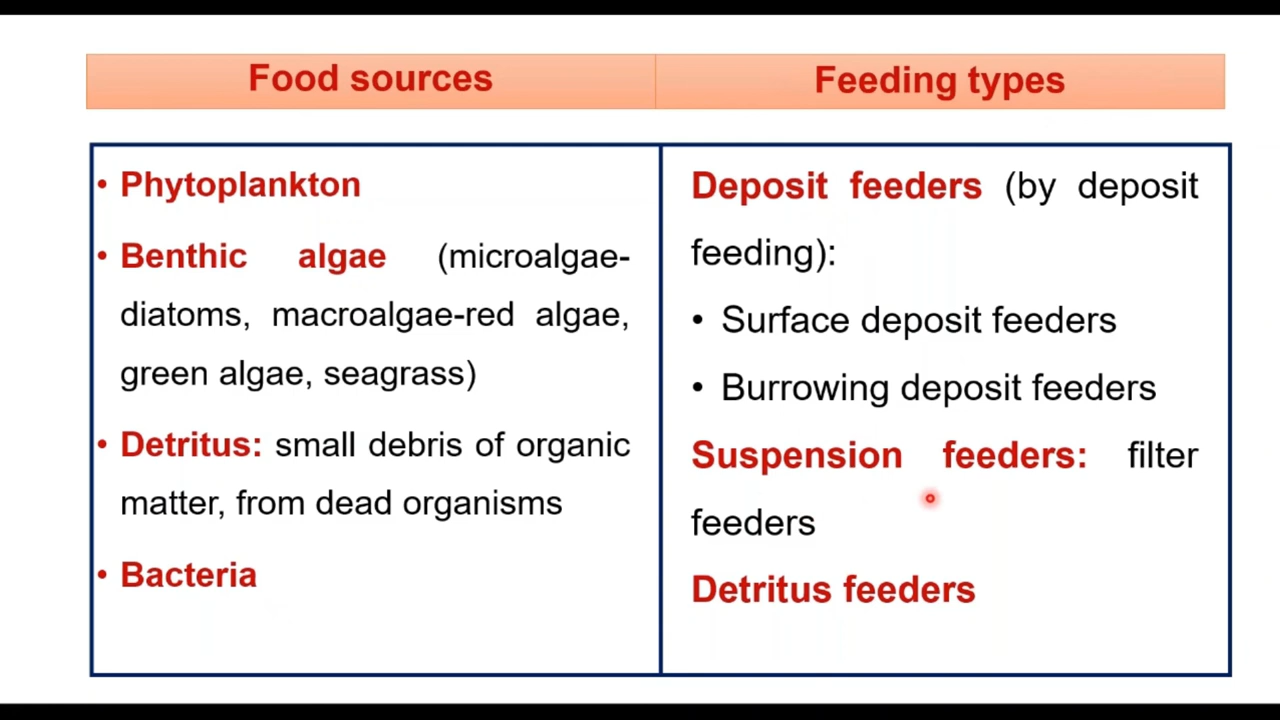 Food sources
Feeding types
• Phytoplankton
• Benthic algae (microalgae-
diatoms, macroalgae-red algae,
green algae, seagrass)
• Detritus: small debris of organic
matter, from dead organisms
• Bacteria
Deposit feeders (by deposit
feeding):
• Surface deposit feeders
• Burrowing deposit feeders
Suspension feeders: filter
feeders
Detritus feeders